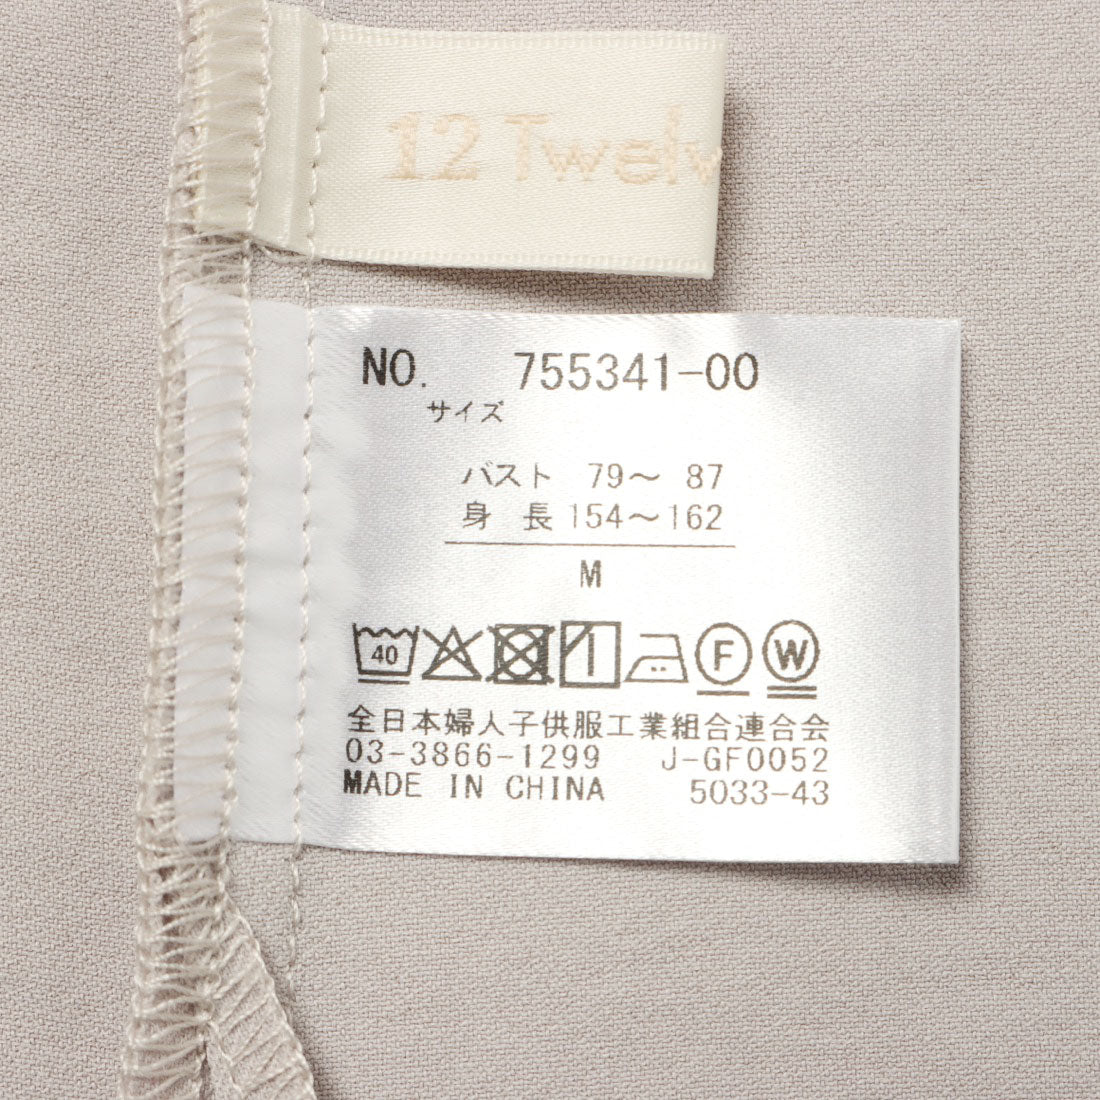 12 Twelv
NO. 755341-00
サイズ
バスト 79〜 87
身 長 154〜162
M
40 F W
全日本婦人子供服工業組合連合会
03-3866-1299 J-GF0052
MADE IN CHINA 5033-43